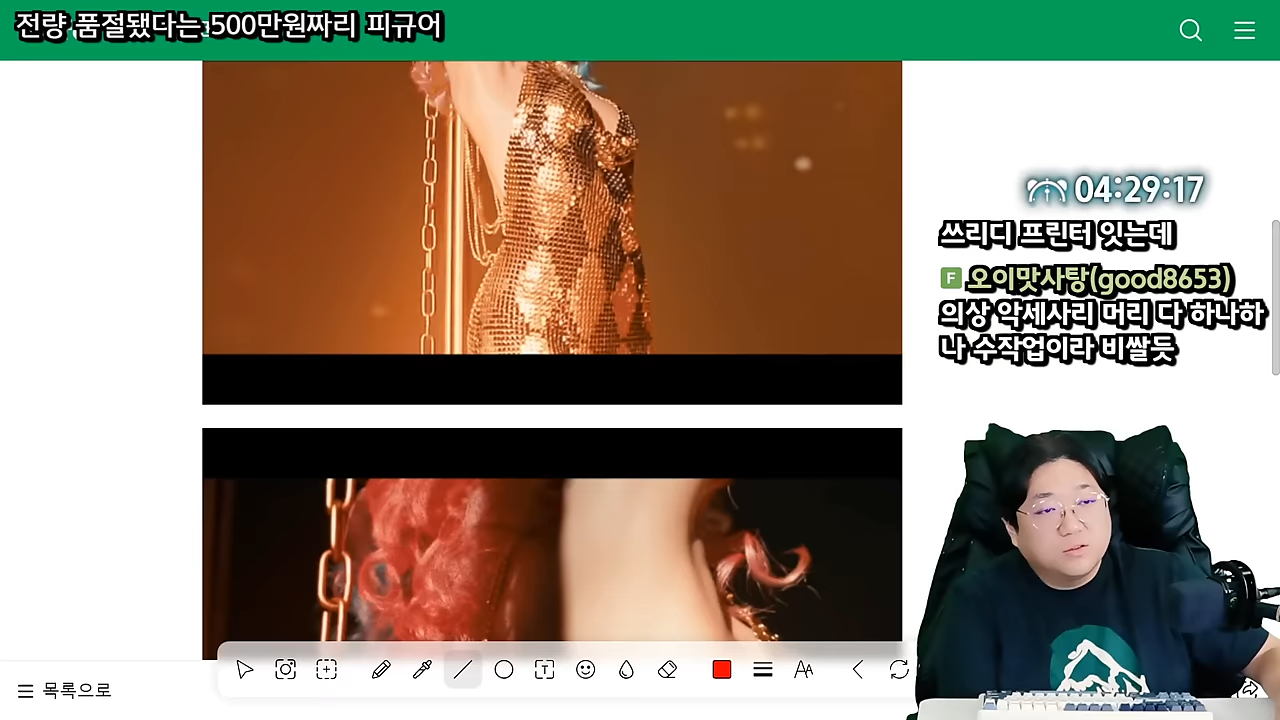 전량 품절됐다는 500만원짜리 피규어
04:29:17
쓰리디 프린터 잇는데
F 오이맛사탕(good8653)
의상 악세사리 머리 다 하나하
나 수작업이라 비쌀듯
T
AA
목록으로